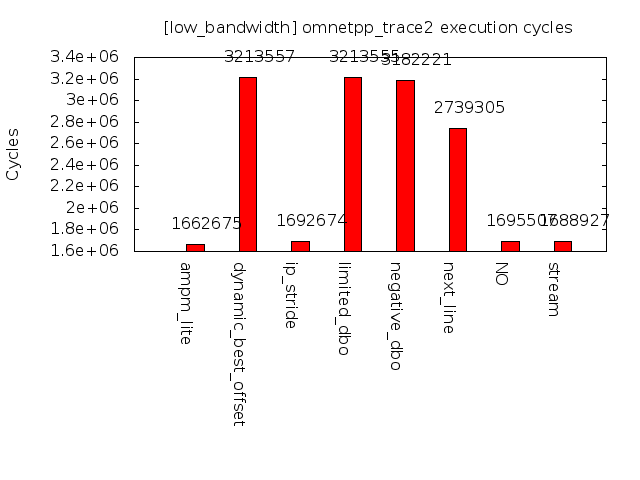 [low_bandwidth] omnetpp_trace2 execution cycles
Cycles
3.4e+06
3.2e+06
3e+06
2.8e+06
2.6e+06
2.4e+06
2.2e+06
2e+06
1.8e+06
1.6e+06
1662675
3213557
1692674
3213555
3182221
2739305
1695507
1688927
ampm_lite
dynamic_best_offset
ip_stride
limited_dbo
negative_dbo
next_line
NO
stream